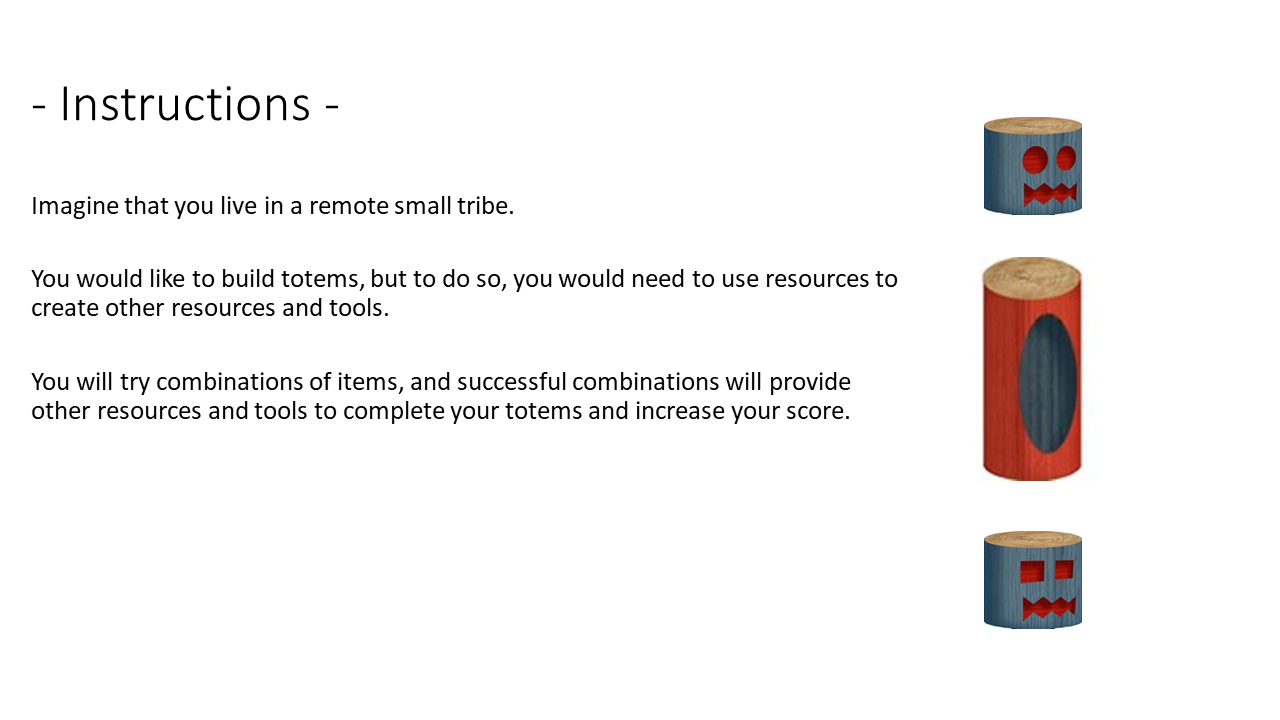 - Instructions -
Imagine that you live in a remote small tribe.
You would like to build totems, but to do so, you would need to use resources to
create other resources and tools.
You will try combinations of items, and successful combinations will provide
other resources and tools to complete your totems and increase your score.